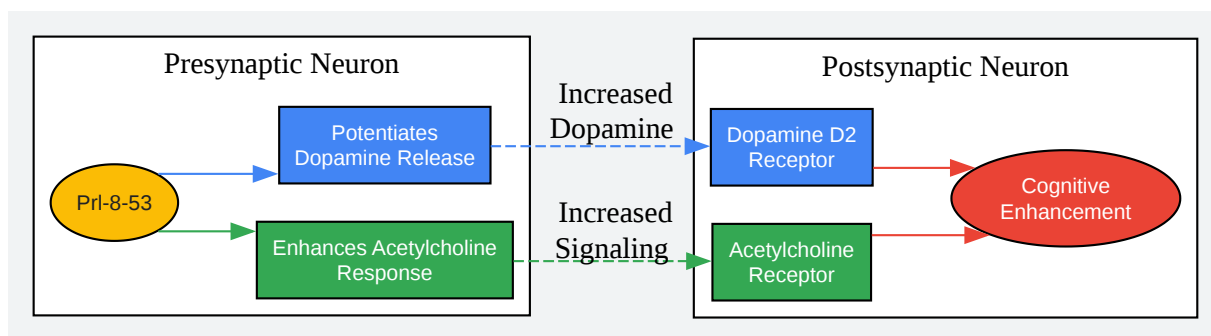 Presynaptic Neuron
Prl-8-53
Potentiates
Dopamine Release
Enhances Acetylcholine
Response
Increased
Dopamine
Increased
Signaling
Postsynaptic Neuron
Dopamine D2
Receptor
Acetylcholine
Receptor
Cognitive
Enhancement